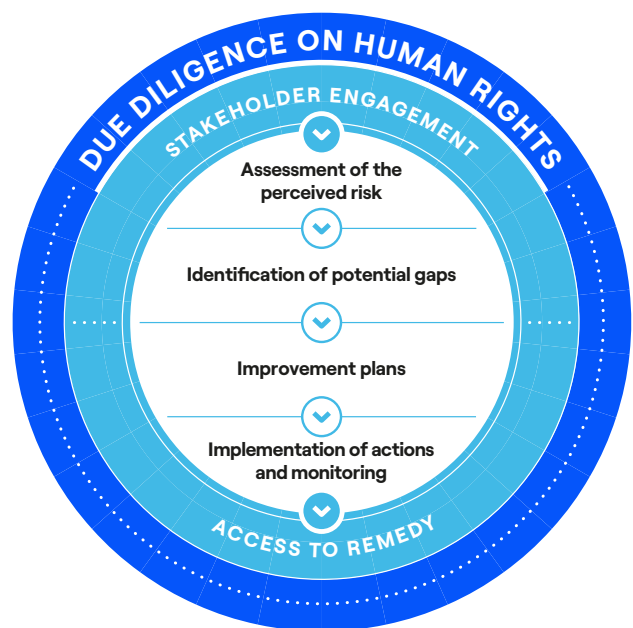 DUE DILIGENCE ON HUMAN RIGHTS
STAKEHOLDER ENGAGEMENT
Assessment of the
perceived risk
Identification of potential gaps
Improvement plans
Implementation of actions
and monitoring
ACCESS TO REMEDY